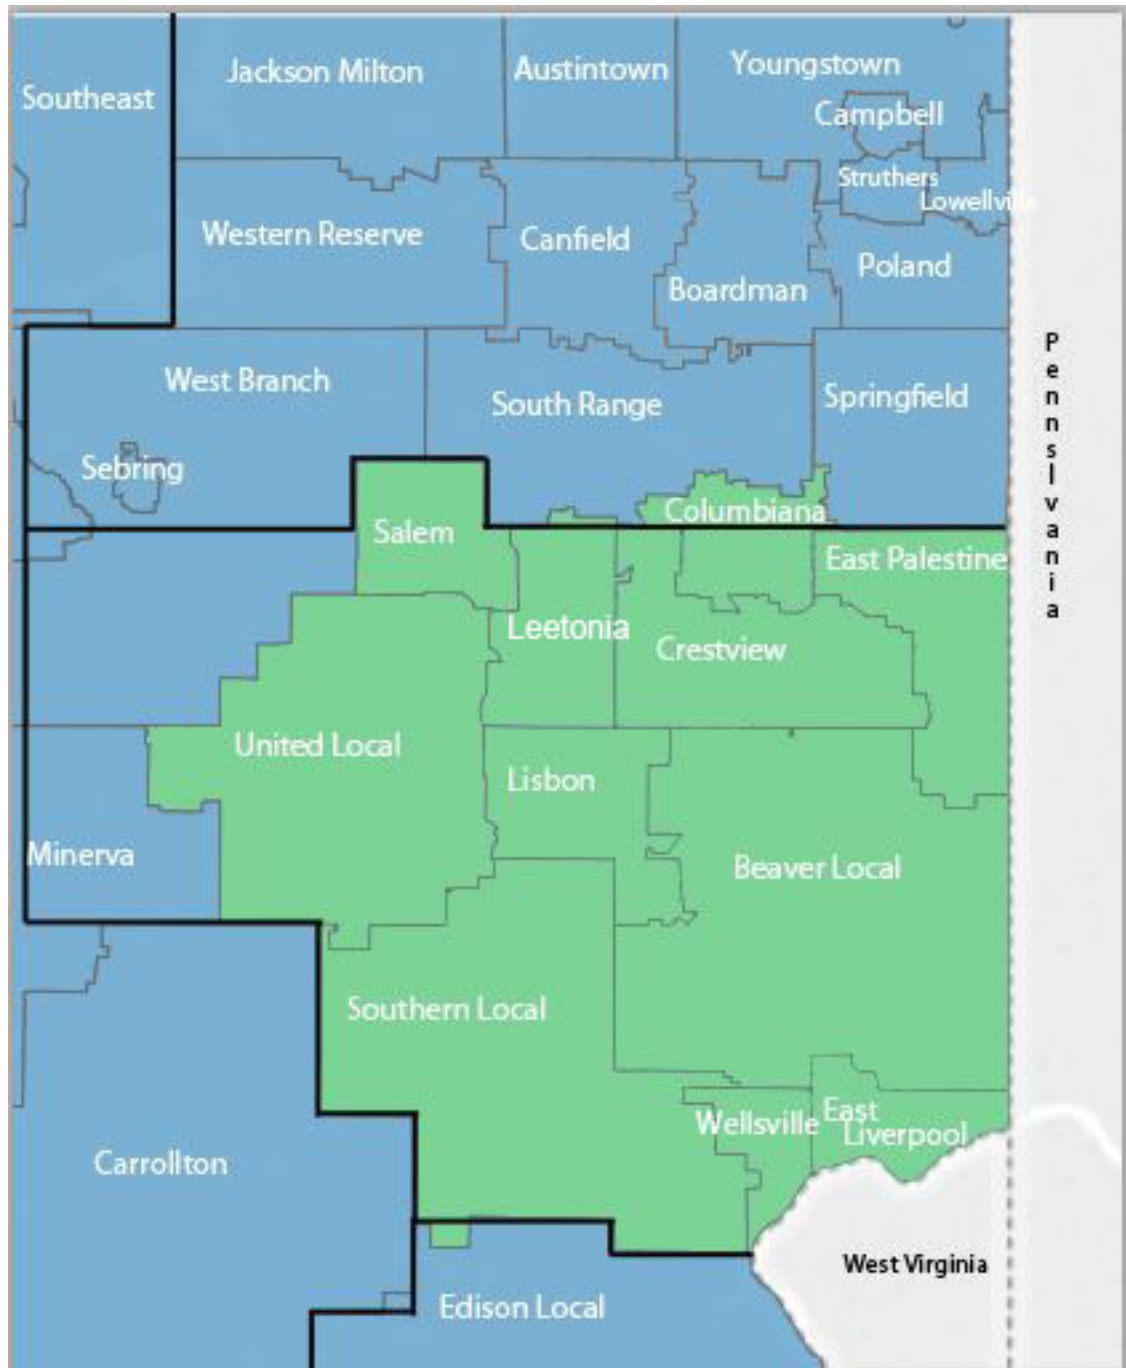 Jackson Milton
Austintown
Youngstown
Southeast
Campbell
Struthers
Lowellville
Western Reserve
Canfield
Poland
Boardman
West Branch
South Range
Springfield
Pennslvania
Sebring
Columbiana
Salem
East Palestine
Leetonia
Crestview
United Local
Lisbon
Minerva
Beaver Local
Southern Local
Wellsville
East
Liverpool
Carrollton
West Virginia
Edison Local